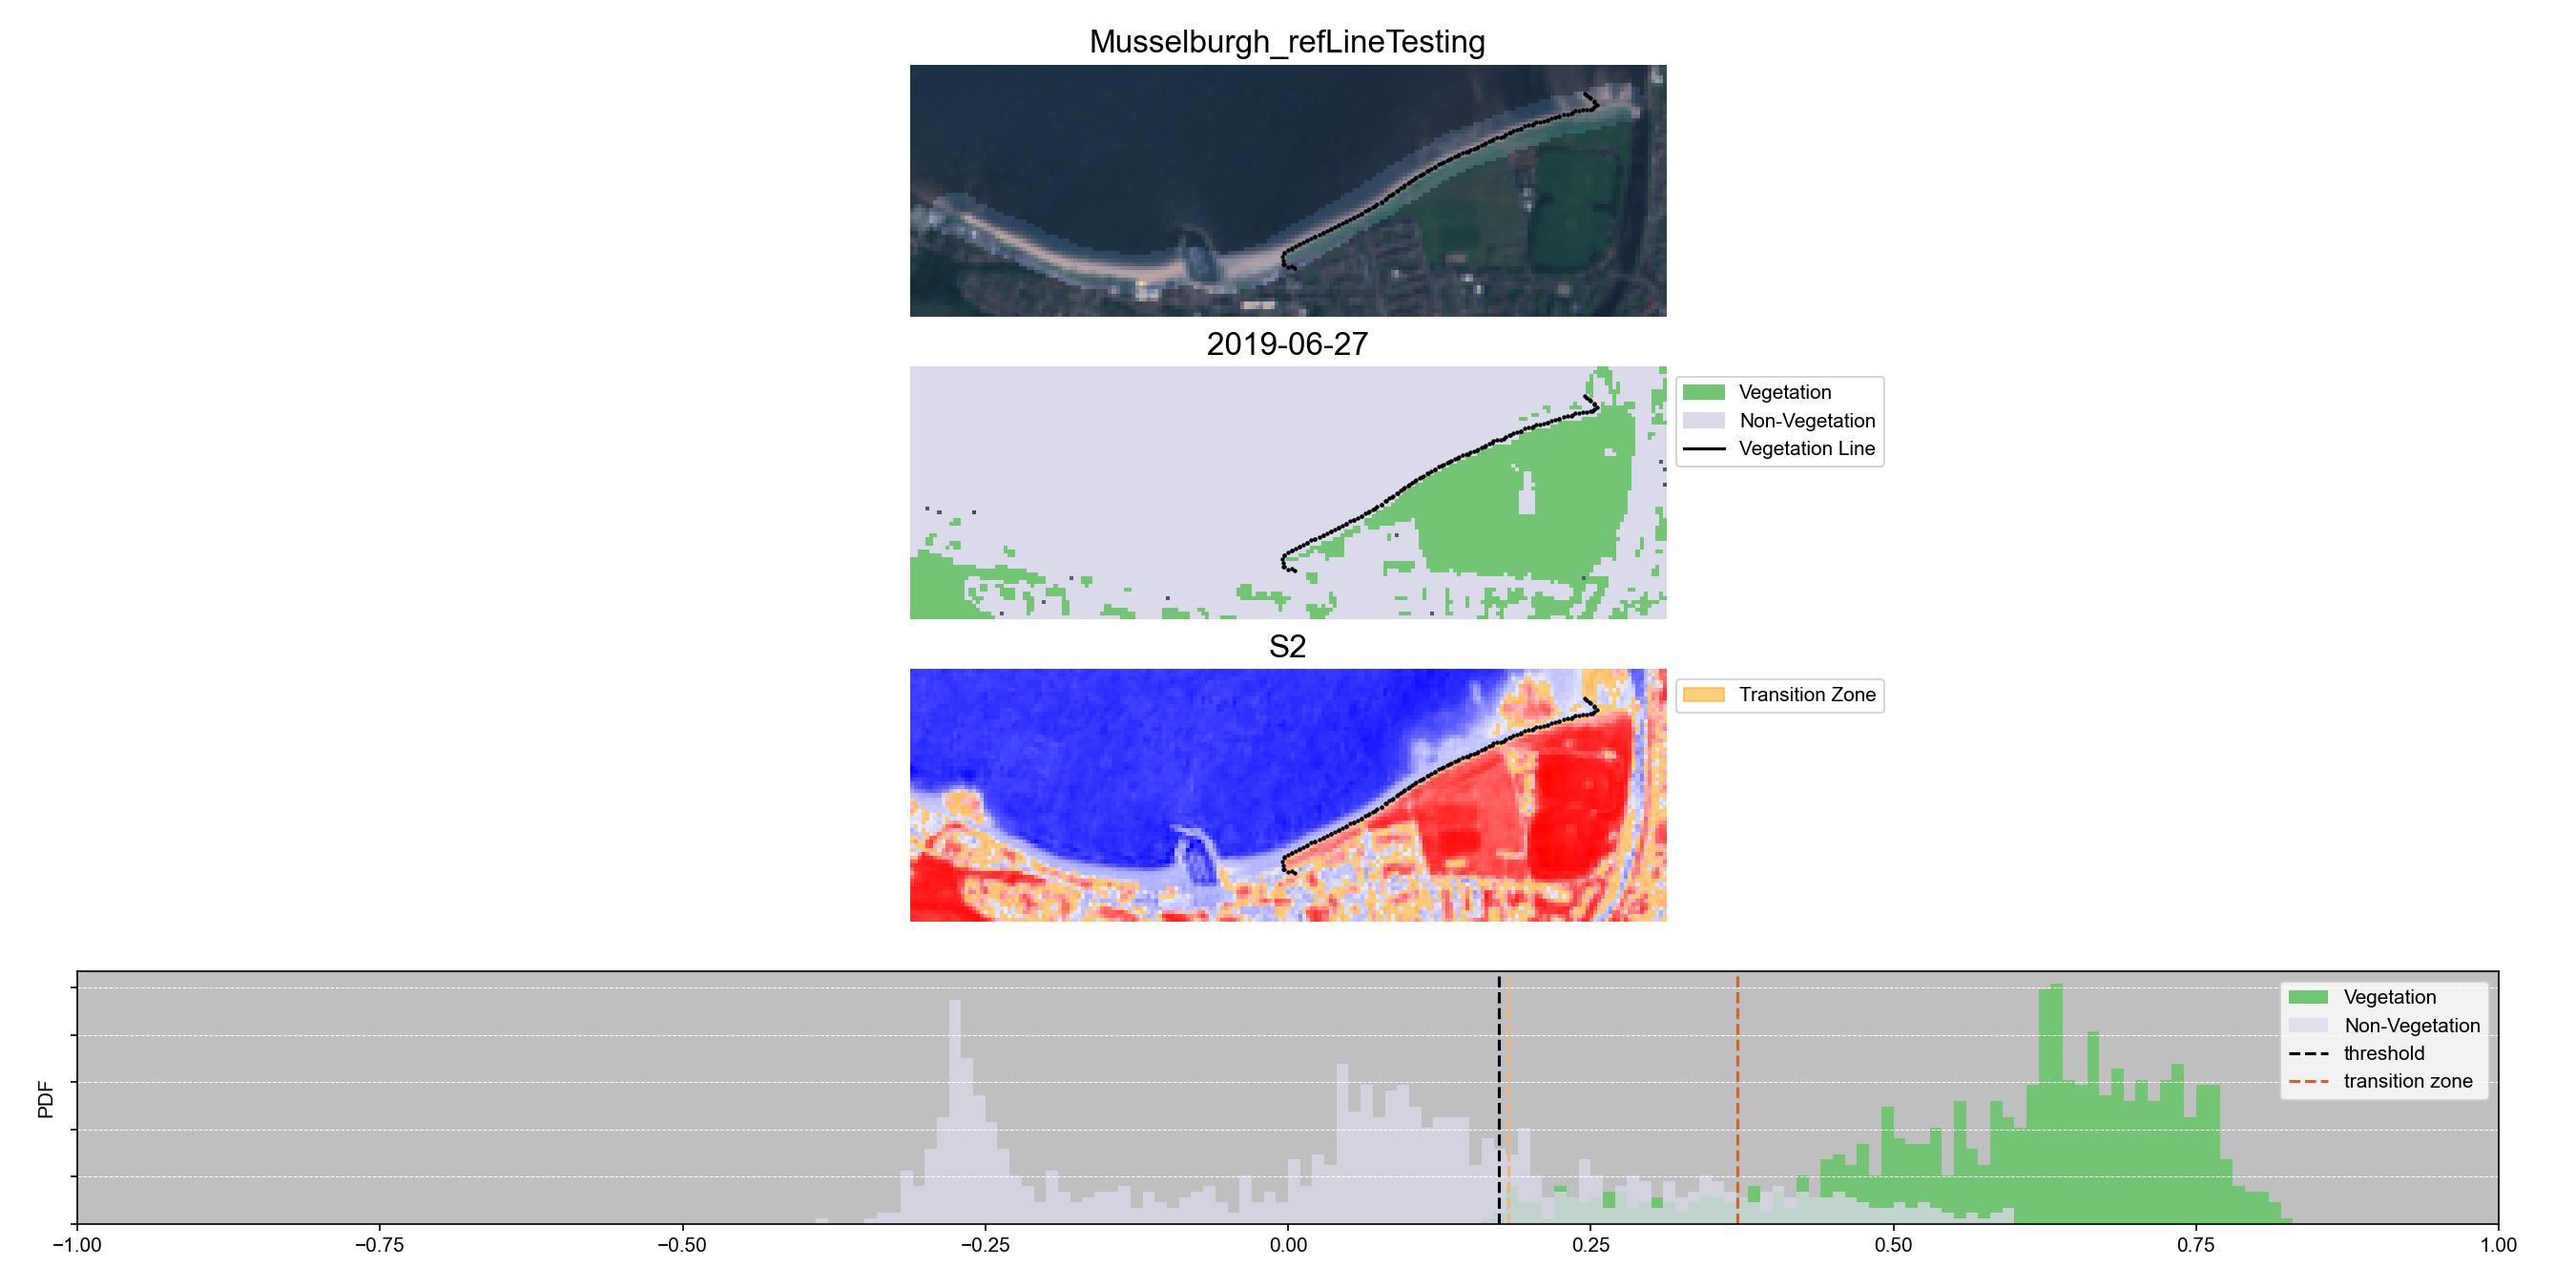 Musselburgh_refLineTesting
2019-06-27
Vegetation
Non-Vegetation
Vegetation Line
S2
Transition Zone
PDF
Vegetation
Non-Vegetation
threshold
transition zone
−1.00 −0.75 −0.50 −0.25 0.00 0.25 0.50 0.75 1.00